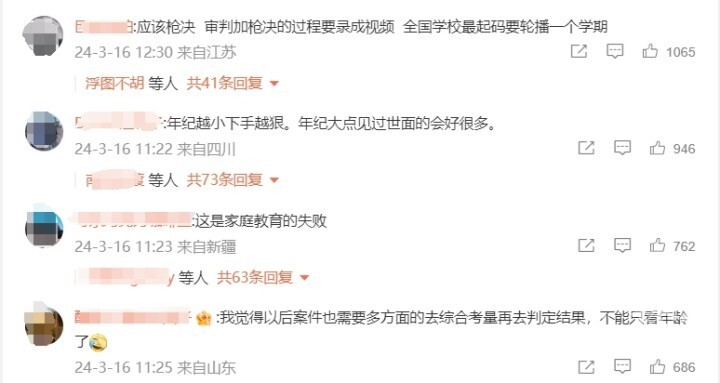 :应该枪决 审判加枪决的过程要录成视频 全国学校最起码要轮播一个学期
24-3-16 12:30 来自江苏 1065
浮图不胡 等人 共41条回复
:年纪越小下手越狠。年纪大点见过世面的会好很多。
24-3-16 11:22 来自四川 946
等人 共73条回复
:这是家庭教育的失败
24-3-16 11:23 来自新疆 762
等人 共63条回复
:我觉得以后案件也需要多方面的去综合考量再去判定结果，不能只看年龄
了
24-3-16 11:25 来自山东 686